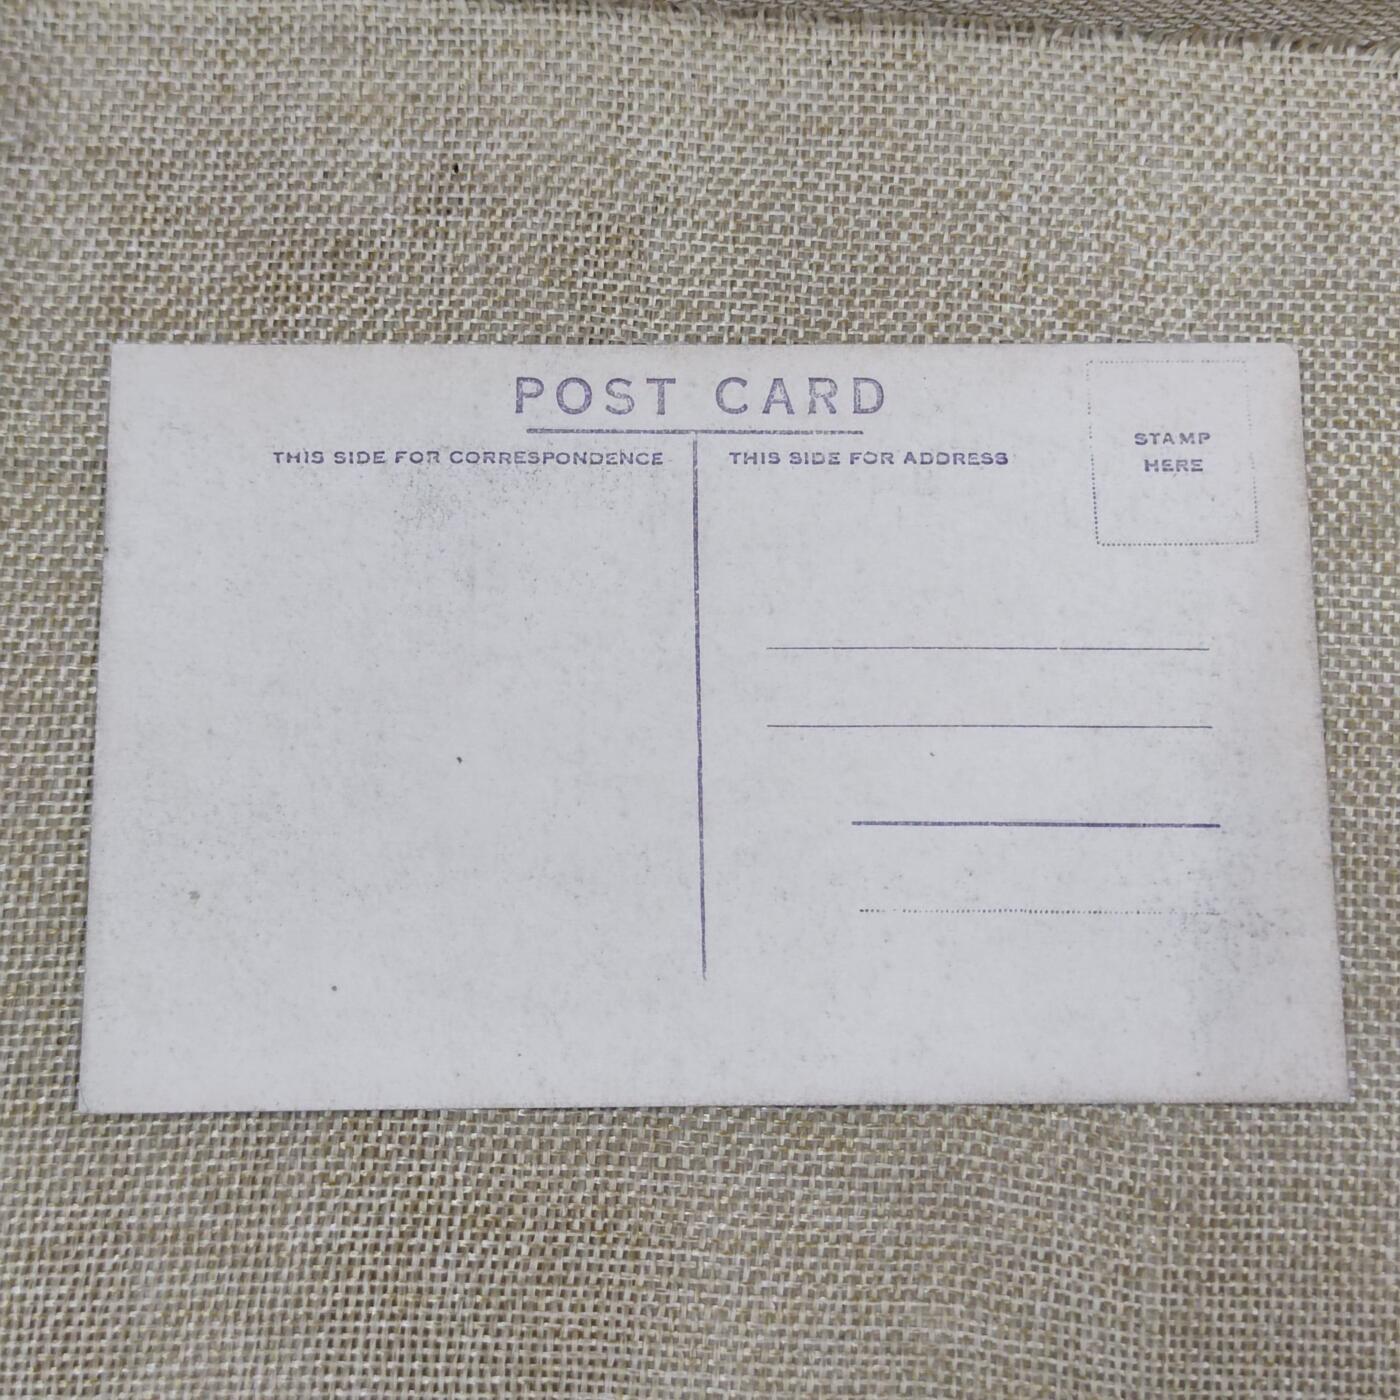 POST CARD
THIS SIDE FOR CORRESPONDENCE
THIS SIDE FOR ADDRESS
STAMP
HERE